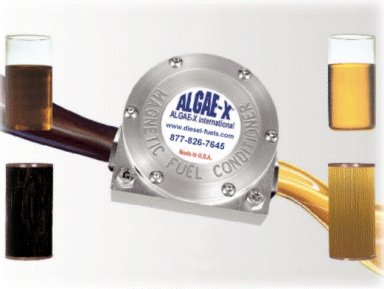 ALGAE-X
ALGAE-X international
www.diesel-fuels.com
877-826-7645
Made in U.S.A.
MAGNETIC FUEL CONDITIONER